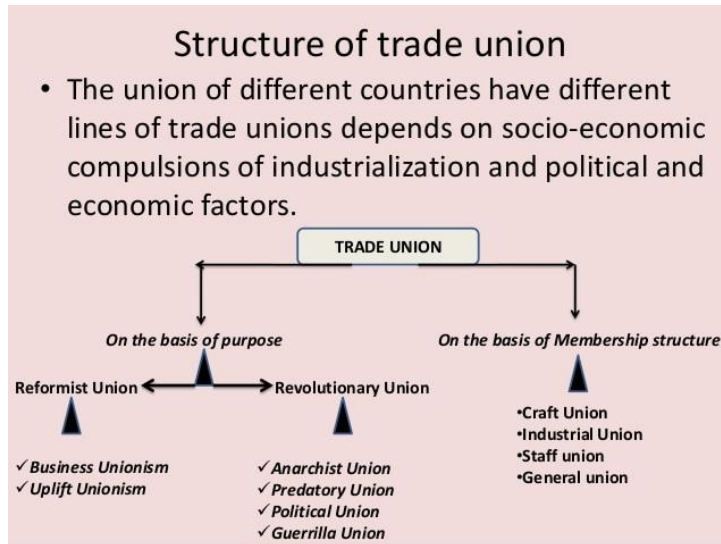 Structure of trade union
• The union of different countries have different
lines of trade unions depends on socio-economic
compulsions of industrialization and political and
economic factors.
TRADE UNION
On the basis of purpose
On the basis of Membership structure
Reformist Union
Revolutionary Union
✓Business Unionism
✓Uplift Unionism
✓Anarchist Union
✓Predatory Union
✓Political Union
✓Guerrilla Union
•Craft Union
•Industrial Union
•Staff union
•General union